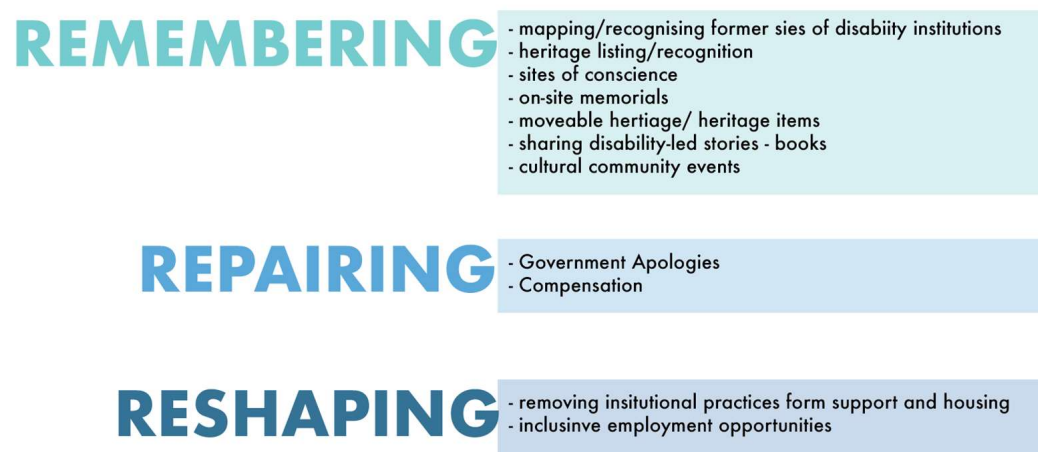 REMEMBERING
- mapping/recognising former sies of disabiity institutions
- heritage listing/recognition
- sites of conscience
- on-site memorials
- moveable hertiage/ heritage items
- sharing disability-led stories - books
- cultural community events
REPAIRING
- Government Apologies
- Compensation
RESHAPING
- removing insitutional practices form support and housing
- inclusinve employment opportunities